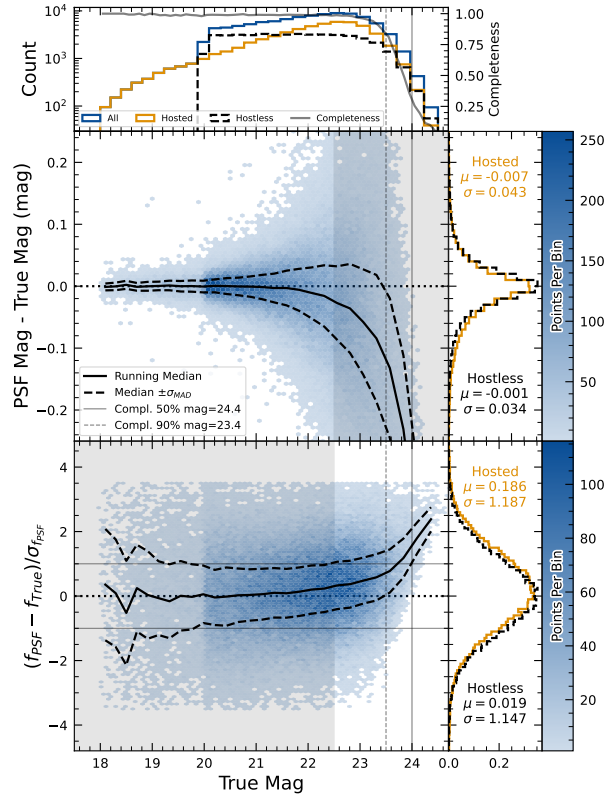 10⁴
10³
10²
Count
1.00
0.75
0.50
0.25
Completeness
All
Hosted
Hostless
Completeness
PSF Mag - True Mag (mag)
0.2
0.1
0.0
−0.1
−0.2
Running Median
Median ±σ_MAD
Compl. 50% mag=24.4
Compl. 90% mag=23.4
Hosted
μ = -0.007
σ = 0.043
Hostless
μ = -0.001
σ = 0.034
250
200
150
100
50
Points Per Bin
(f_PSF − f_True)/σ_f_PSF
4
2
0
−2
−4
Hosted
μ = 0.186
σ = 1.187
Hostless
μ = 0.019
σ = 1.147
100
80
60
40
20
Points Per Bin
18 19 20 21 22 23 24
True Mag
0.0 0.2